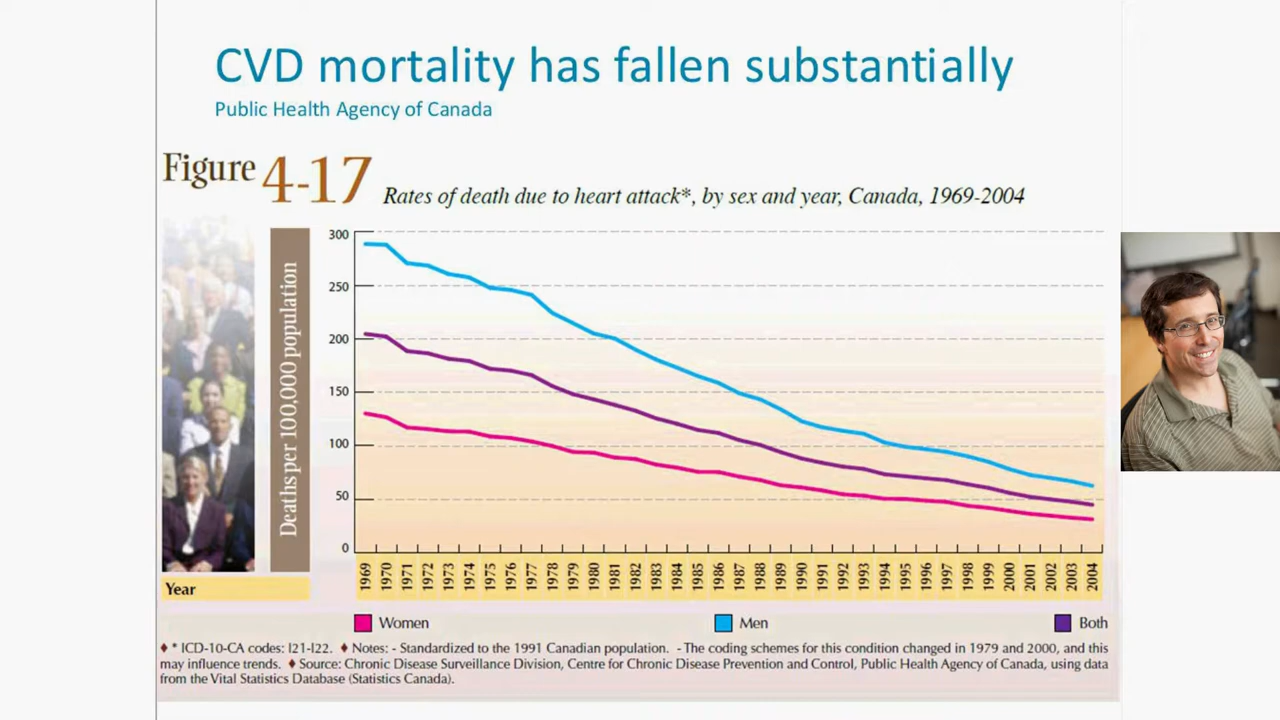 CVD mortality has fallen substantially
Public Health Agency of Canada
Figure 4-17
Rates of death due to heart attack*, by sex and year, Canada, 1969-2004
Deaths per 100,000 population
300
250
200
150
100
50
0
Year
1969 1970 1971 1972 1973 1974 1975 1976 1977 1978 1979 1980 1981 1982 1983 1984 1985 1986 1987 1988 1989 1990 1991 1992 1993 1994 1995 1996 1997 1998 1999 2000 2001 2002 2003 2004
Women Men Both
♦ * ICD-10-CA codes: I21-I22. ♦ Notes: - Standardized to the 1991 Canadian population. - The coding schemes for this condition changed in 1979 and 2000, and this
may influence trends. ♦ Source: Chronic Disease Surveillance Division, Centre for Chronic Disease Prevention and Control, Public Health Agency of Canada, using data
from the Vital Statistics Database (Statistics Canada).